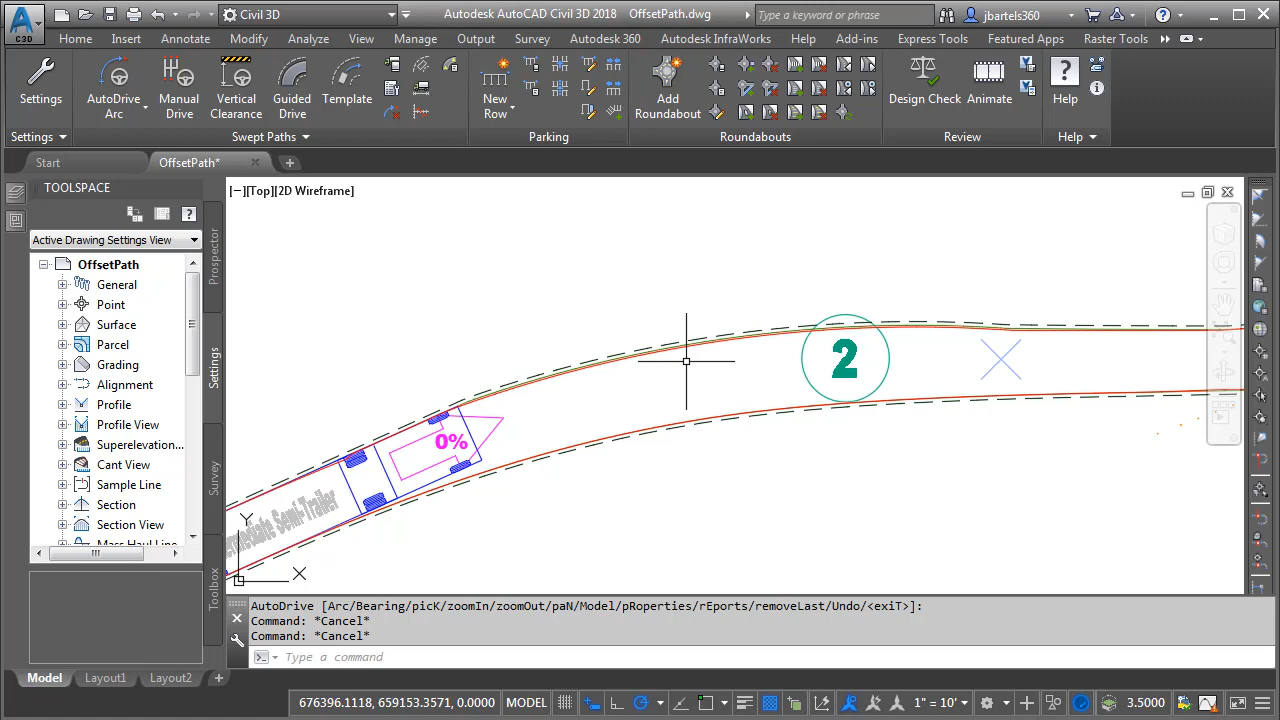 C3D
Civil 3D
Autodesk AutoCAD Civil 3D 2018 OffsetPath.dwg
Type a keyword or phrase
jbartels360
Home Insert Annotate Modify Analyze View Manage Output Survey Autodesk 360 Autodesk InfraWorks Help Add-ins Express Tools Featured Apps Raster Tools
Settings
AutoDrive
Arc
Manual
Drive
Vertical
Clearance
Guided
Drive
Template
New
Row
Add
Roundabout
Design Check
Animate
Help
Settings
Swept Paths
Parking
Roundabouts
Review
Help
Start
OffsetPath*
TOOLSPACE
[−][Top][2D Wireframe]
Active Drawing Settings View
Prospector
Settings
Survey
Toolbox
OffsetPath
General
Point
Surface
Parcel
Grading
Alignment
Profile
Profile View
Superelevation...
Cant View
Sample Line
Section
Section View
Mass Haul Line
2
0%
Semi-Trailer
Y
X
AutoDrive [Arc/Bearing/picK/zoomIn/zoomOut/paN/Model/pRoperties/rEports/removeLast/Undo/<exiT>]:
Command: *Cancel*
Command: *Cancel*
Type a command
Model Layout1 Layout2
676396.1118, 659153.3571, 0.0000 MODEL 1" = 10' 3.5000